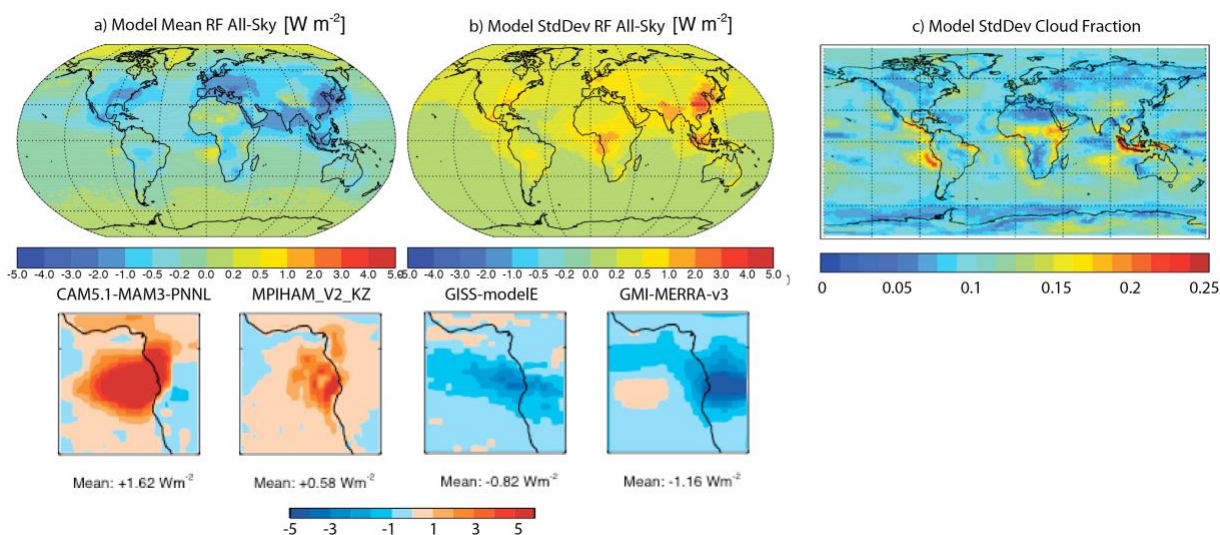 a) Model Mean RF All-Sky [W m-2]
b) Model StdDev RF All-Sky [W m-2]
c) Model StdDev Cloud Fraction
-5.0 -4.0 -3.0 -2.0 -1.0 -0.5 -0.2 0.0 0.2 0.5 1.0 2.0 3.0 4.0 5.0
-5.0 -4.0 -3.0 -2.0 -1.0 -0.5 -0.2 0.0 0.2 0.5 1.0 2.0 3.0 4.0 5.0
0 0.05 0.1 0.15 0.2 0.25
CAM5.1-MAM3-PNNL
MPIHAM_V2_KZ
GISS-modelE
GMI-MERRA-v3
Mean: +1.62 Wm-2
Mean: +0.58 Wm-2
Mean: -0.82 Wm-2
Mean: -1.16 Wm-2
-5 -3 -1 1 3 5